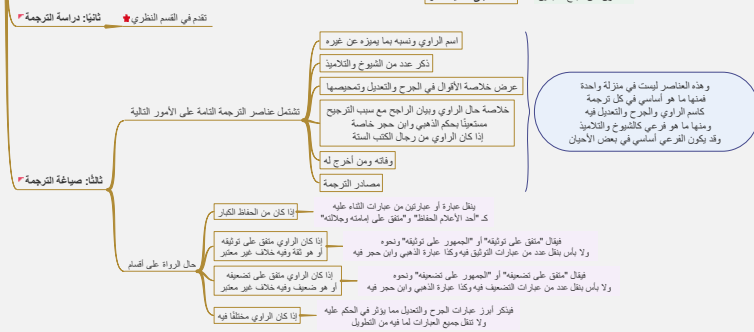 ثانيًا: دراسة الترجمة
تقدم في القسم النظري
ثالثًا: صياغة الترجمة
تشتمل عناصر الترجمة التامة على الأمور التالية
اسم الراوي ونسبه بما يميزه عن غيره
ذكر عدد من الشيوخ والتلاميذ
عرض خلاصة الأقوال في الجرح والتعديل وتمحيصها
خلاصة حال الراوي وبيان الراجح مع سبب الترجيح
مستعينًا بحكم الذهبي وابن حجر خاصة
إذا كان الراوي من رجال الكتب الستة
وفاته ومن أخرج له
مصادر الترجمة
وهذه العناصر ليست في منزلة واحدة
فمنها ما هو أساسي في كل ترجمة
كاسم الراوي والجرح والتعديل فيه
ومنها ما هو فرعي كالشيوخ والتلاميذ
وقد يكون الفرعي أساسي في بعض الأحيان
حال الرواة على أقسام
إذا كان من الحفاظ الكبار
ينقل عبارة أو عبارتين من عبارات الثناء عليه
كـ "أحد الأعلام الحفاظ" و"متفق على إمامته وجلالته"
إذا كان الراوي متفق على توثيقه
أو هو ثقة وفيه خلاف غير معتبر
فيقال "متفق على توثيقه" أو "الجمهور على توثيقه" ونحوه
ولا بأس بنقل عدد من عبارات التوثيق فيه وكذا عبارة الذهبي وابن حجر فيه
إذا كان الراوي متفق على تضعيفه
أو هو ضعيف وفيه خلاف غير معتبر
فيقال "متفق على تضعيفه" أو "الجمهور على تضعيفه" ونحوه
ولا بأس بنقل عدد من عبارات التضعيف فيه وكذا عبارة الذهبي وابن حجر فيه
إذا كان الراوي مختلفًا فيه
فيذكر أبرز عبارات الجرح والتعديل مما يؤثر في الحكم عليه
ولا تنقل جميع العبارات لما فيه من التطويل